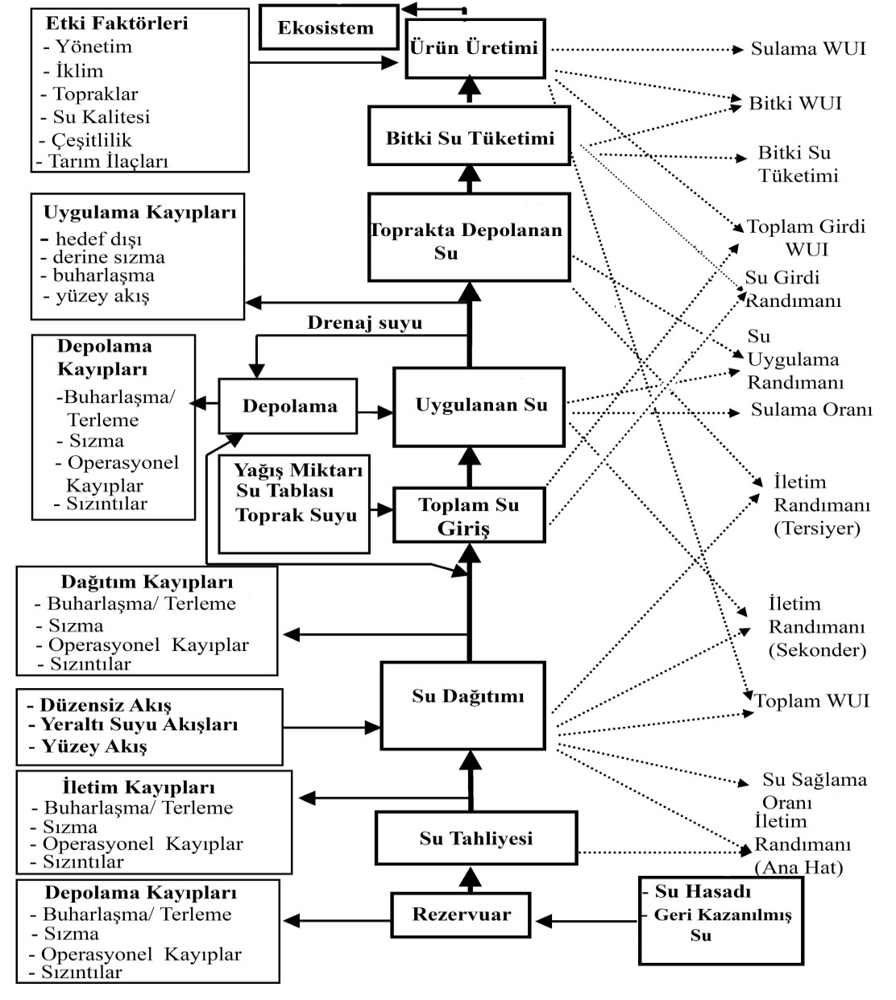 Etki Faktörleri
- Yönetim
- İklim
- Topraklar
- Su Kalitesi
- Çeşitlilik
- Tarım İlaçları
Ekosistem
Ürün Üretimi
Bitki Su Tüketimi
Toprakta Depolanan
Su
Uygulama Kayıpları
- hedef dışı
- derine sızma
- buharlaşma
- yüzey akış
Drenaj suyu
Depolama
Kayıpları
-Buharlaşma/
Terleme
- Sızma
- Operasyonel
Kayıplar
- Sızıntılar
Depolama
Uygulanan Su
Yağış Miktarı
Su Tablası
Toprak Suyu
Toplam Su
Giriş
Dağıtım Kayıpları
- Buharlaşma/ Terleme
- Sızma
- Operasyonel Kayıplar
- Sızıntılar
Su Dağıtımı
- Düzensiz Akış
- Yeraltı Suyu Akışları
- Yüzey Akış
İletim Kayıpları
- Buharlaşma/ Terleme
- Sızma
- Operasyonel Kayıplar
- Sızıntılar
Su Tahliyesi
Depolama Kayıpları
- Buharlaşma/ Terleme
- Sızma
- Operasyonel Kayıplar
- Sızıntılar
Rezervuar
- Su Hasadı
- Geri Kazanılmış
Su
Sulama WUI
Bitki WUI
Bitki Su
Tüketimi
Toplam Girdi
WUI
Su Girdi
Randımanı
Su
Uygulama
Randımanı
Sulama Oranı
İletim
Randımanı
(Tersiyer)
İletim
Randımanı
(Sekonder)
Toplam WUI
Su Sağlama
Oranı
İletim
Randımanı
(Ana Hat)